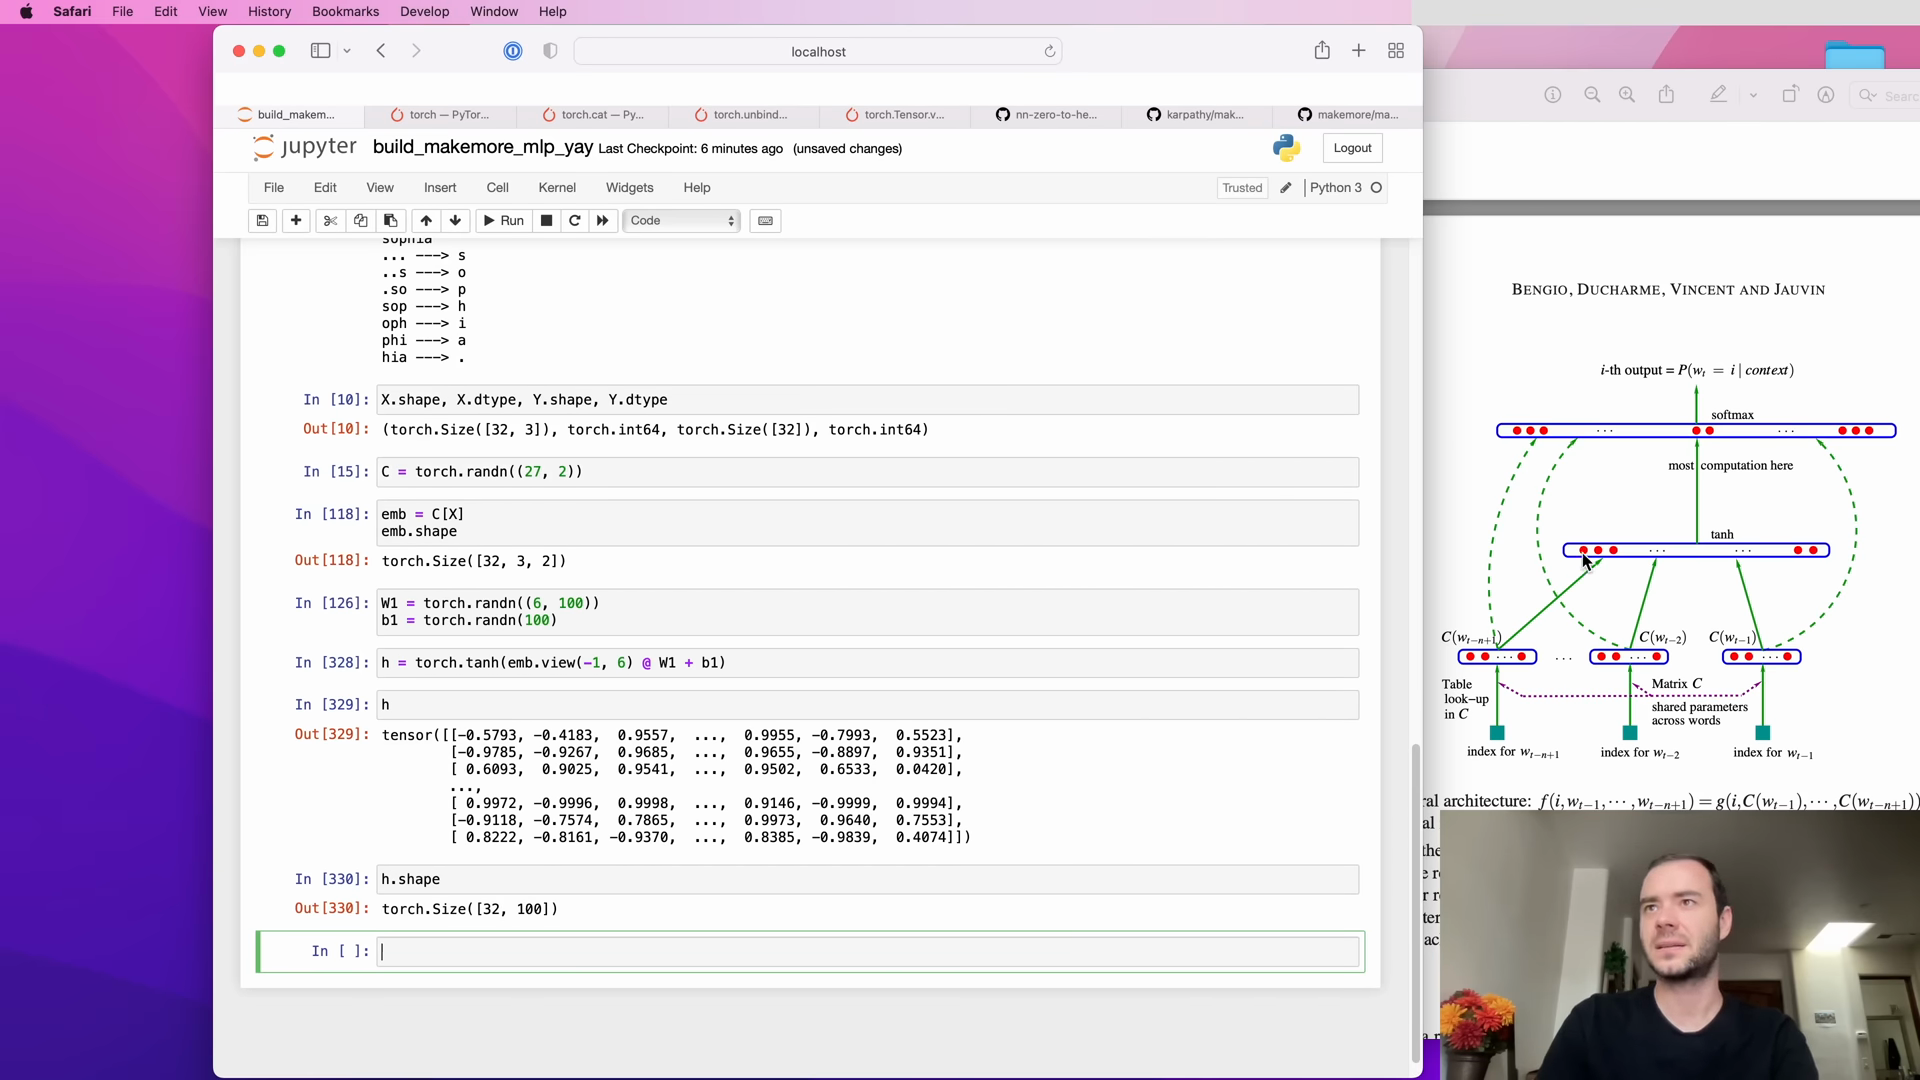 Safari File Edit View History Bookmarks Develop Window Help
localhost
build_makem...
torch — PyTor...
torch.cat — Py...
torch.unbind...
torch.Tensor.v...
nn-zero-to-he...
karpathy/mak...
makemore/ma...
jupyter build_makemore_mlp_yay Last Checkpoint: 6 minutes ago (unsaved changes)
Logout
File Edit View Insert Cell Kernel Widgets Help
Trusted
Python 3
Run
Code
sophia
... ---> s
..s ---> o
.so ---> p
sop ---> h
oph ---> i
phi ---> a
hia ---> .
In [10]: X.shape, X.dtype, Y.shape, Y.dtype
Out[10]: (torch.Size([32, 3]), torch.int64, torch.Size([32]), torch.int64)
In [15]: C = torch.randn((27, 2))
In [118]: emb = C[X]
emb.shape
Out[118]: torch.Size([32, 3, 2])
In [126]: W1 = torch.randn((6, 100))
b1 = torch.randn(100)
In [328]: h = torch.tanh(emb.view(-1, 6) @ W1 + b1)
In [329]: h
Out[329]: tensor([[-0.5793, -0.4183,  0.9557,  ...,  0.9955, -0.7993,  0.5523],
[-0.9785, -0.9267,  0.9685,  ...,  0.9655, -0.8897,  0.9351],
[ 0.6093,  0.9025,  0.9541,  ...,  0.9502,  0.6533,  0.0420],
...,
[ 0.9972, -0.9996,  0.9998,  ...,  0.9146, -0.9999,  0.9994],
[-0.9118, -0.7574,  0.7865,  ...,  0.9973,  0.9640,  0.7553],
[ 0.8222, -0.8161, -0.9370,  ...,  0.8385, -0.9839,  0.4074]])
In [330]: h.shape
Out[330]: torch.Size([32, 100])
In [ ]:
Searc
BENGIO, DUCHARME, VINCENT AND JAUVIN
i-th output = P(w_t = i | context)
softmax
. . .
. . .
most computation here
tanh
. . .
. . .
C(w_{t−n+1})
C(w_{t−2})
C(w_{t−1})
. . .
. . .
. . .
. . .
Table
look−up
in C
Matrix C
shared parameters
across words
index for w_{t−n+1}
index for w_{t−2}
index for w_{t−1}
ral architecture: f(i,w_{t−1},···,w_{t−n+1}) = g(i,C(w_{t−1}),···,C(w_{t−n+1}))